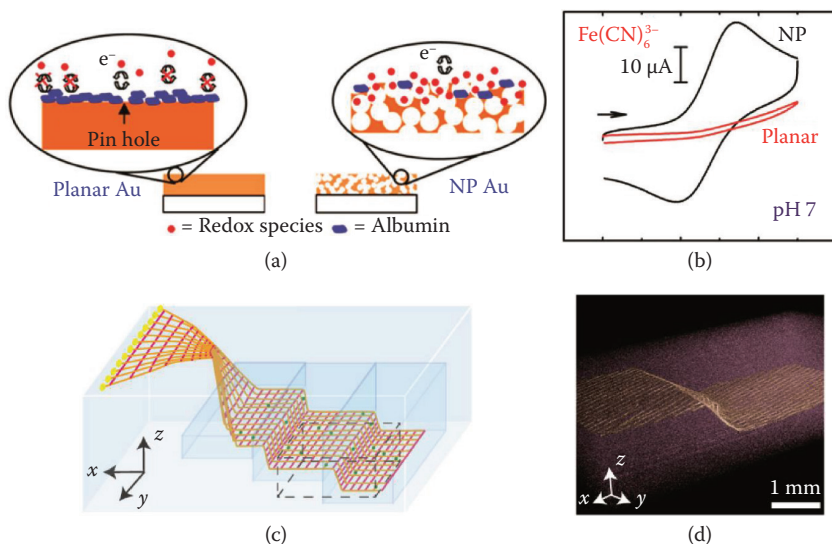 e⁻
Pin hole
Planar Au
e⁻
NP Au
= Redox species = Albumin
(a)
Fe(CN)₆³⁻
10 μA
NP
Planar
pH 7
(b)
z
x
y
(c)
z
x
y
1 mm
(d)